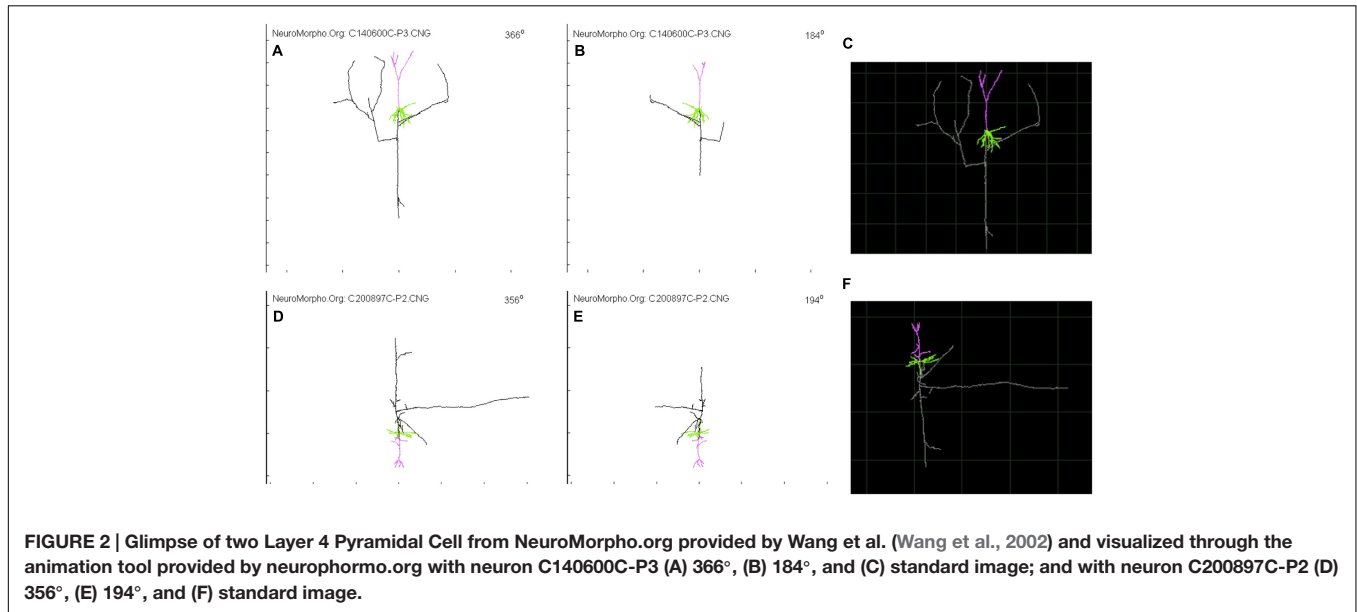 NeuroMorpho.Org: C140600C-P3.CNG 366°
A
NeuroMorpho.Org: C140600C-P3.CNG 184°
B
C
NeuroMorpho.Org: C200897C-P2.CNG 356°
D
NeuroMorpho.Org: C200897C-P2.CNG 194°
E
F
FIGURE 2 | Glimpse of two Layer 4 Pyramidal Cell from NeuroMorpho.org provided by Wang et al. (Wang et al., 2002) and visualized through the
animation tool provided by neurophormo.org with neuron C140600C-P3 (A) 366°, (B) 184°, and (C) standard image; and with neuron C200897C-P2 (D)
356°, (E) 194°, and (F) standard image.